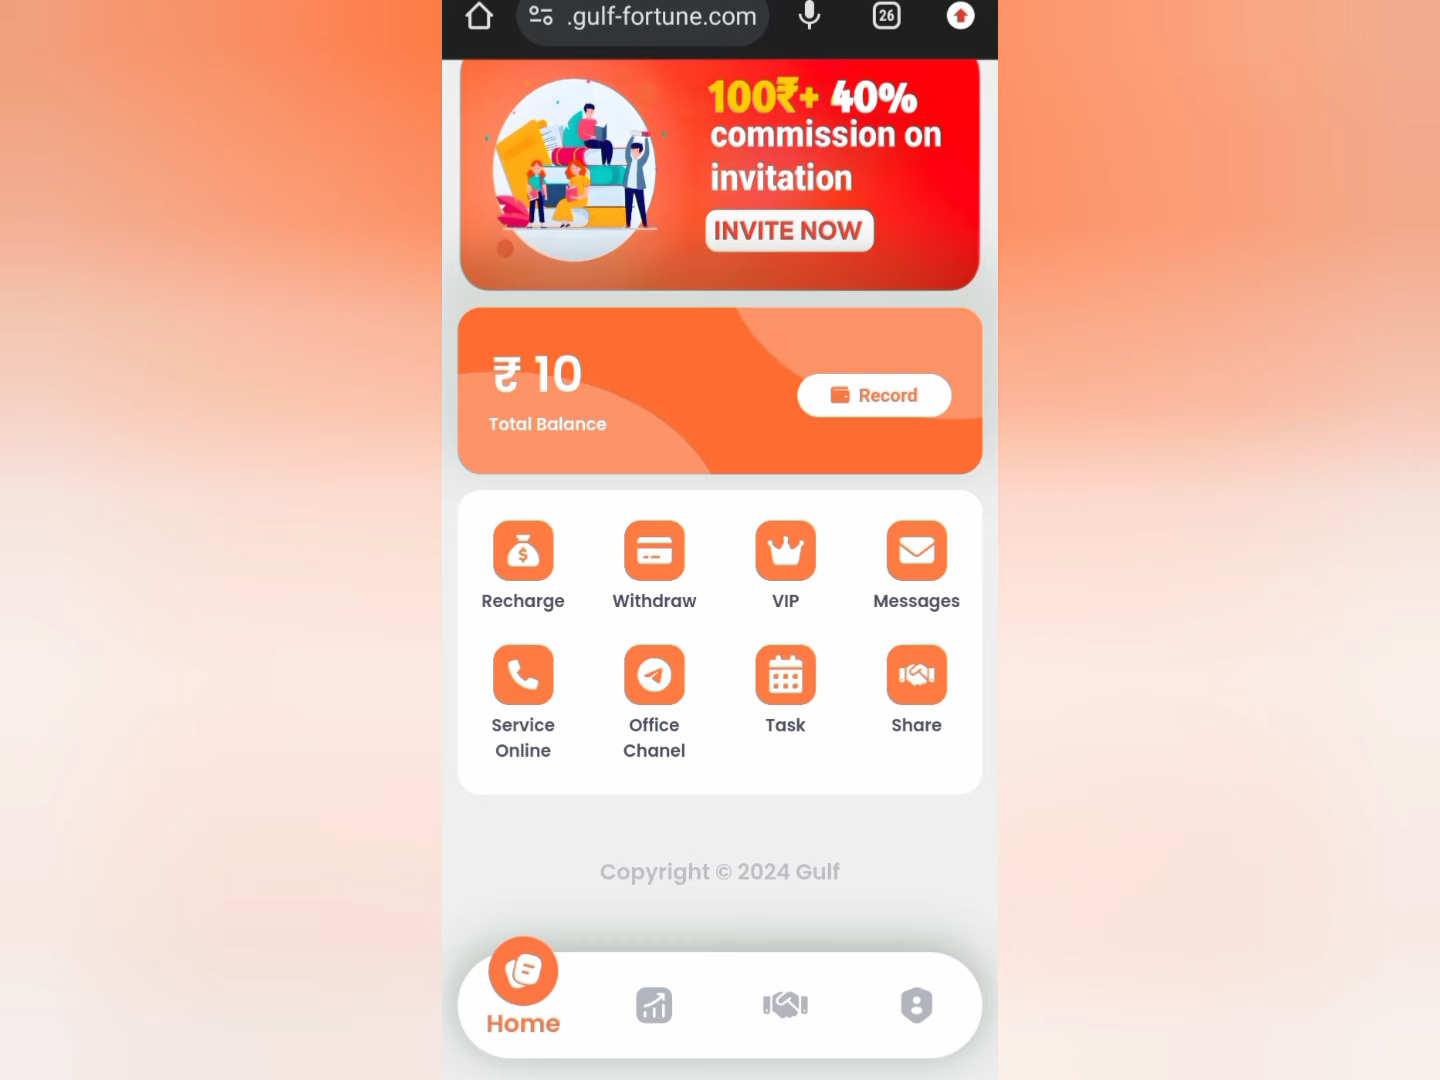 .gulf-fortune.com
26
100₹+ 40%
commission on
invitation
INVITE NOW
₹ 10
Total Balance
Record
Recharge
Withdraw
VIP
Messages
Service
Online
Office
Chanel
Task
Share
Copyright © 2024 Gulf
Home